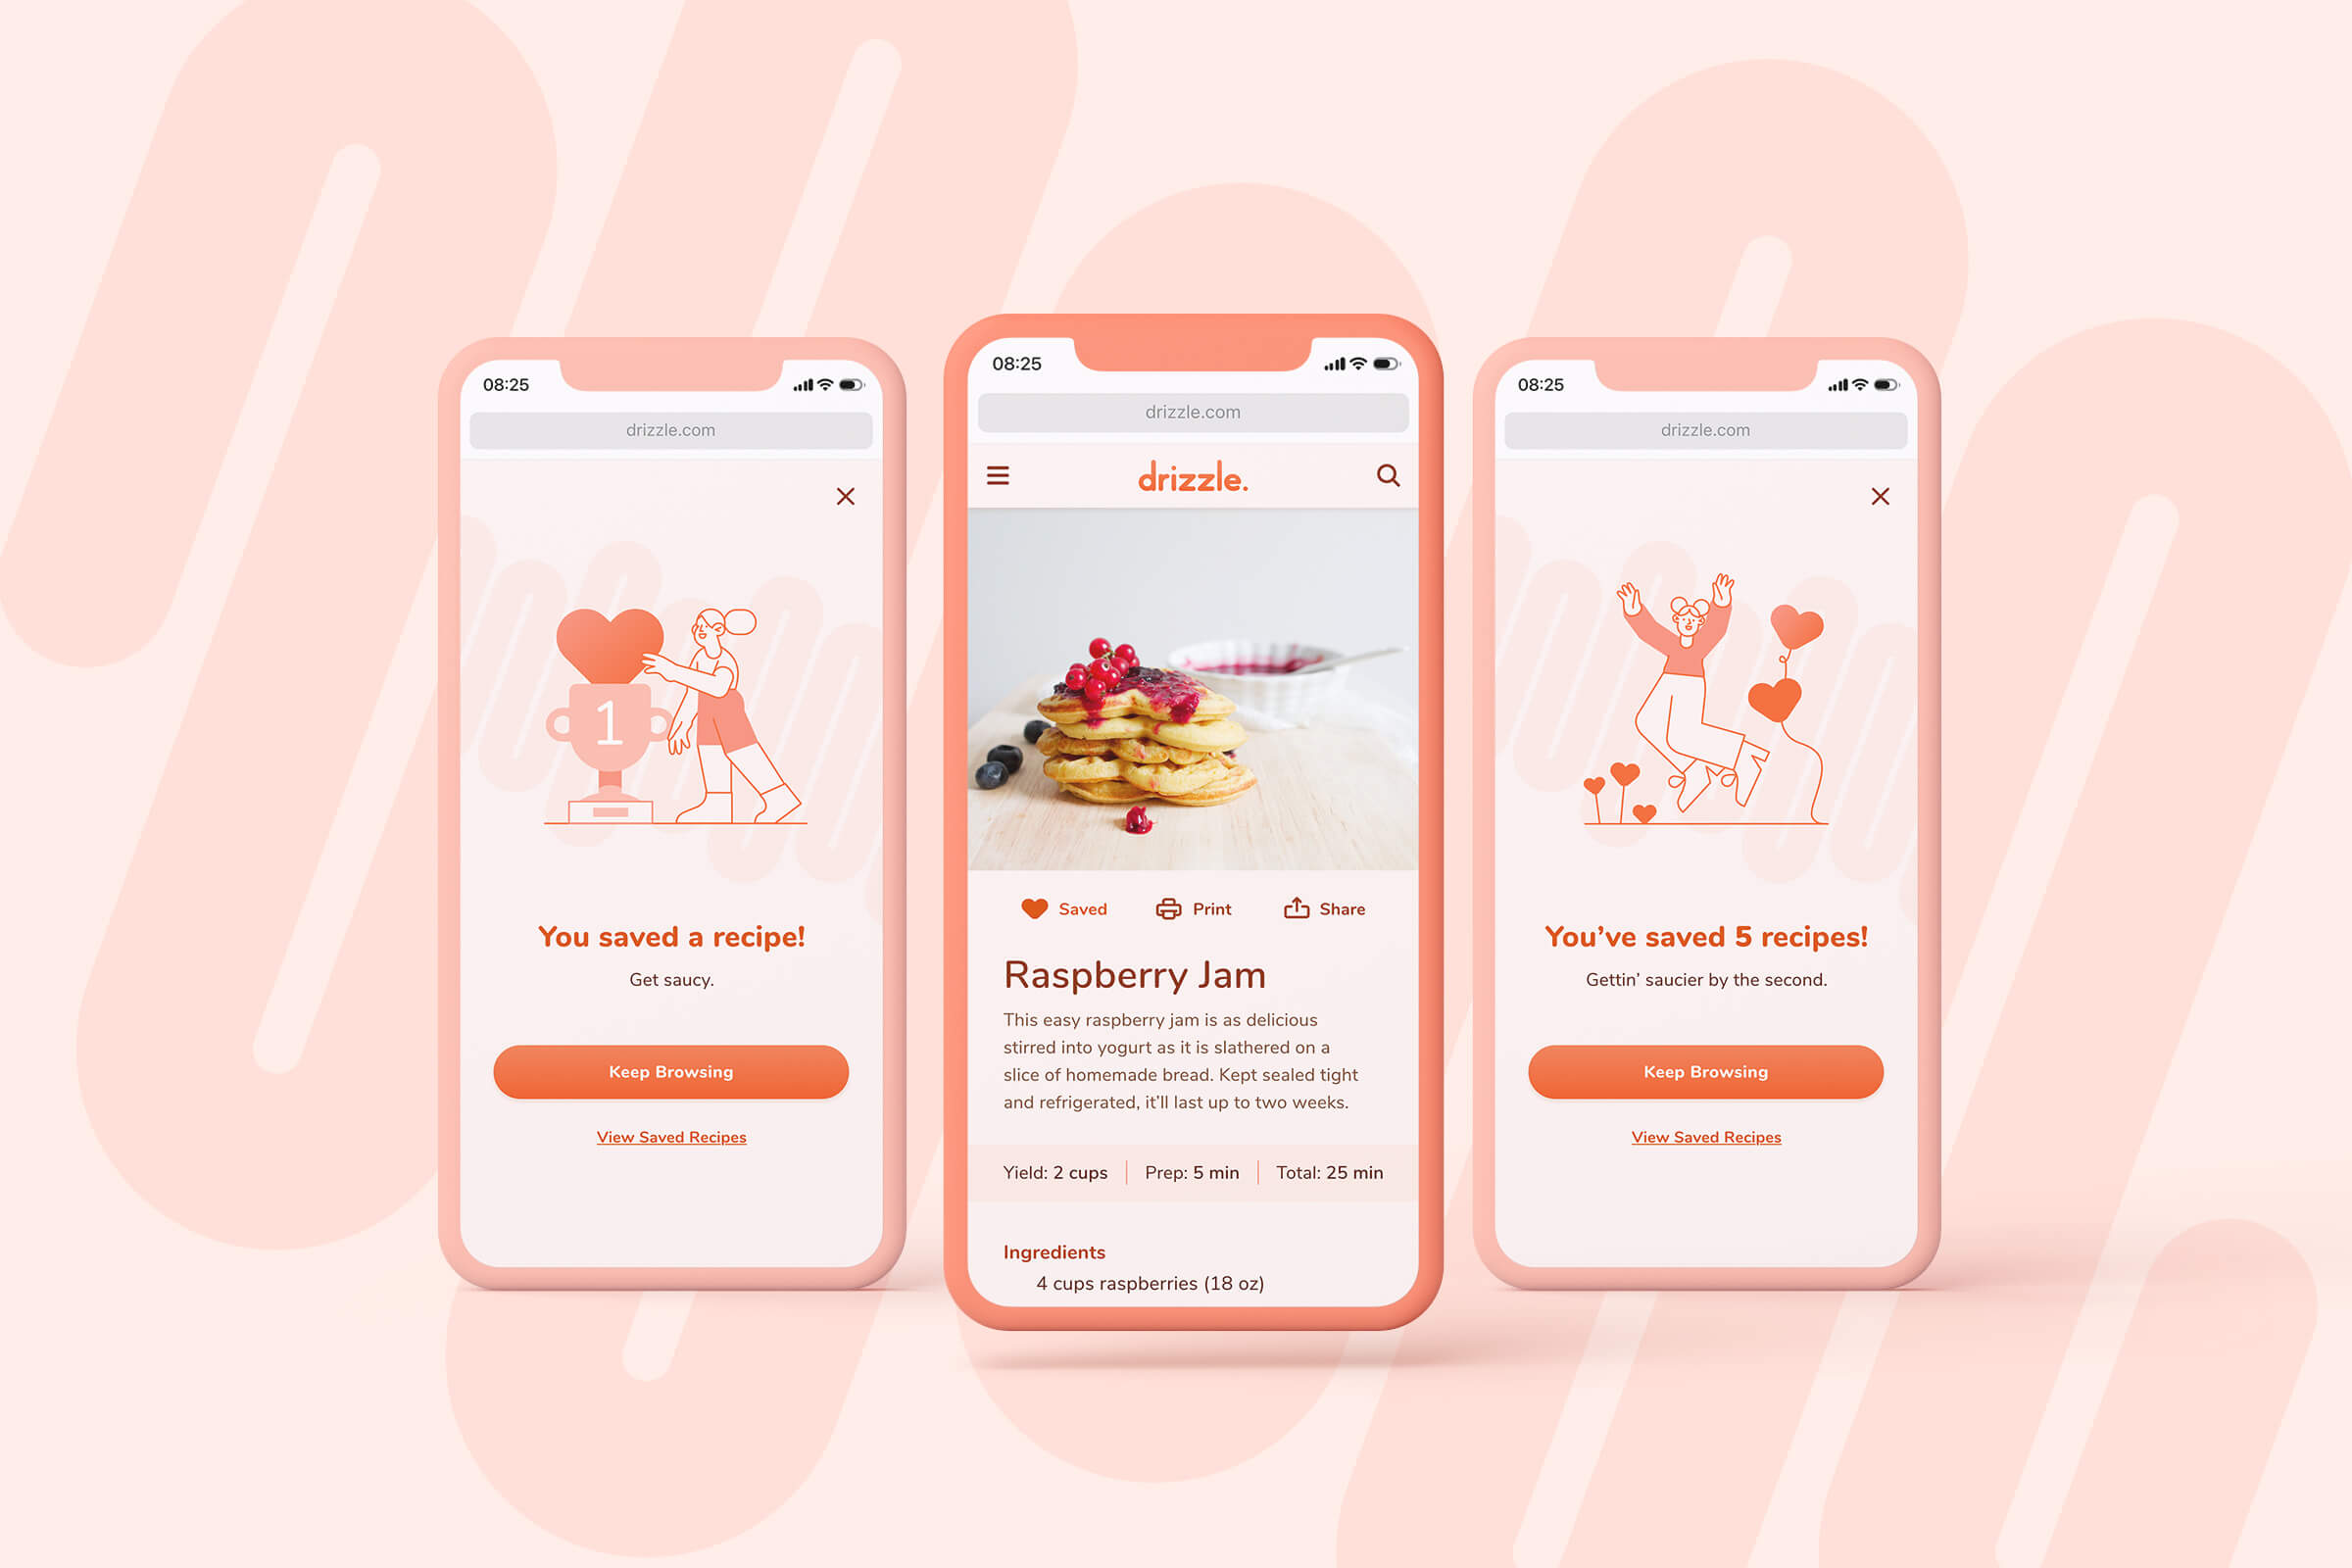 08:25
drizzle.com
1
You saved a recipe!
Get saucy.
Keep Browsing
View Saved Recipes
08:25
drizzle.com
drizzle.
Saved
Print
Share
Raspberry Jam
This easy raspberry jam is as delicious
stirred into yogurt as it is slathered on a
slice of homemade bread. Kept sealed tight
and refrigerated, it’ll last up to two weeks.
Yield: 2 cups
Prep: 5 min
Total: 25 min
Ingredients
4 cups raspberries (18 oz)
08:25
drizzle.com
You’ve saved 5 recipes!
Gettin’ saucier by the second.
Keep Browsing
View Saved Recipes